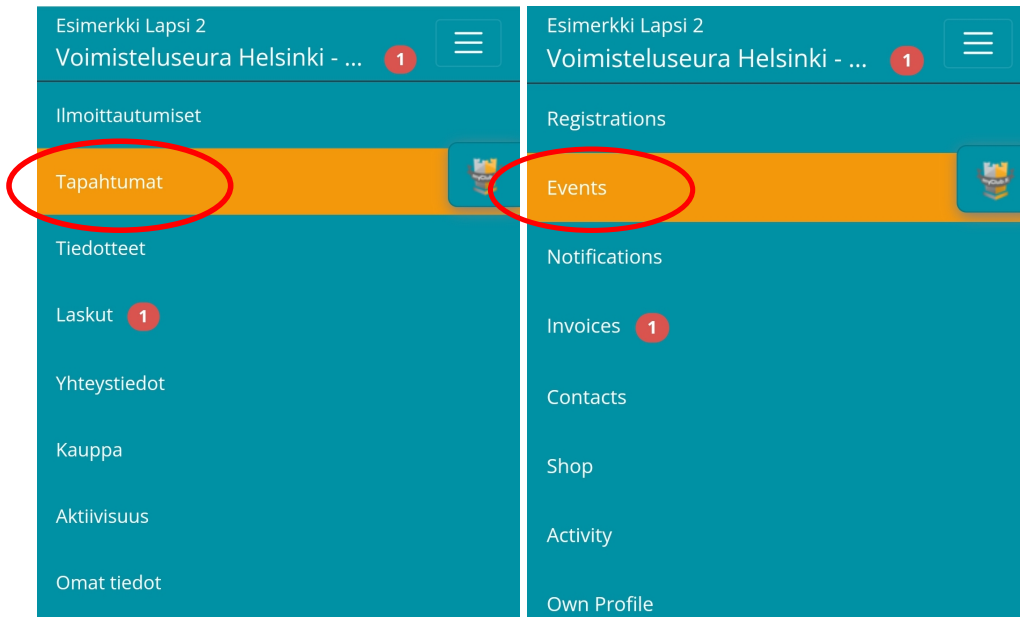 Esimerkki Lapsi 2
Voimisteluseura Helsinki - ... 1
Ilmoittautumiset
Tapahtumat
Tiedotteet
Laskut 1
Yhteystiedot
Kauppa
Aktiivisuus
Omat tiedot
Esimerkki Lapsi 2
Voimisteluseura Helsinki - ... 1
Registrations
Events
Notifications
Invoices 1
Contacts
Shop
Activity
Own Profile